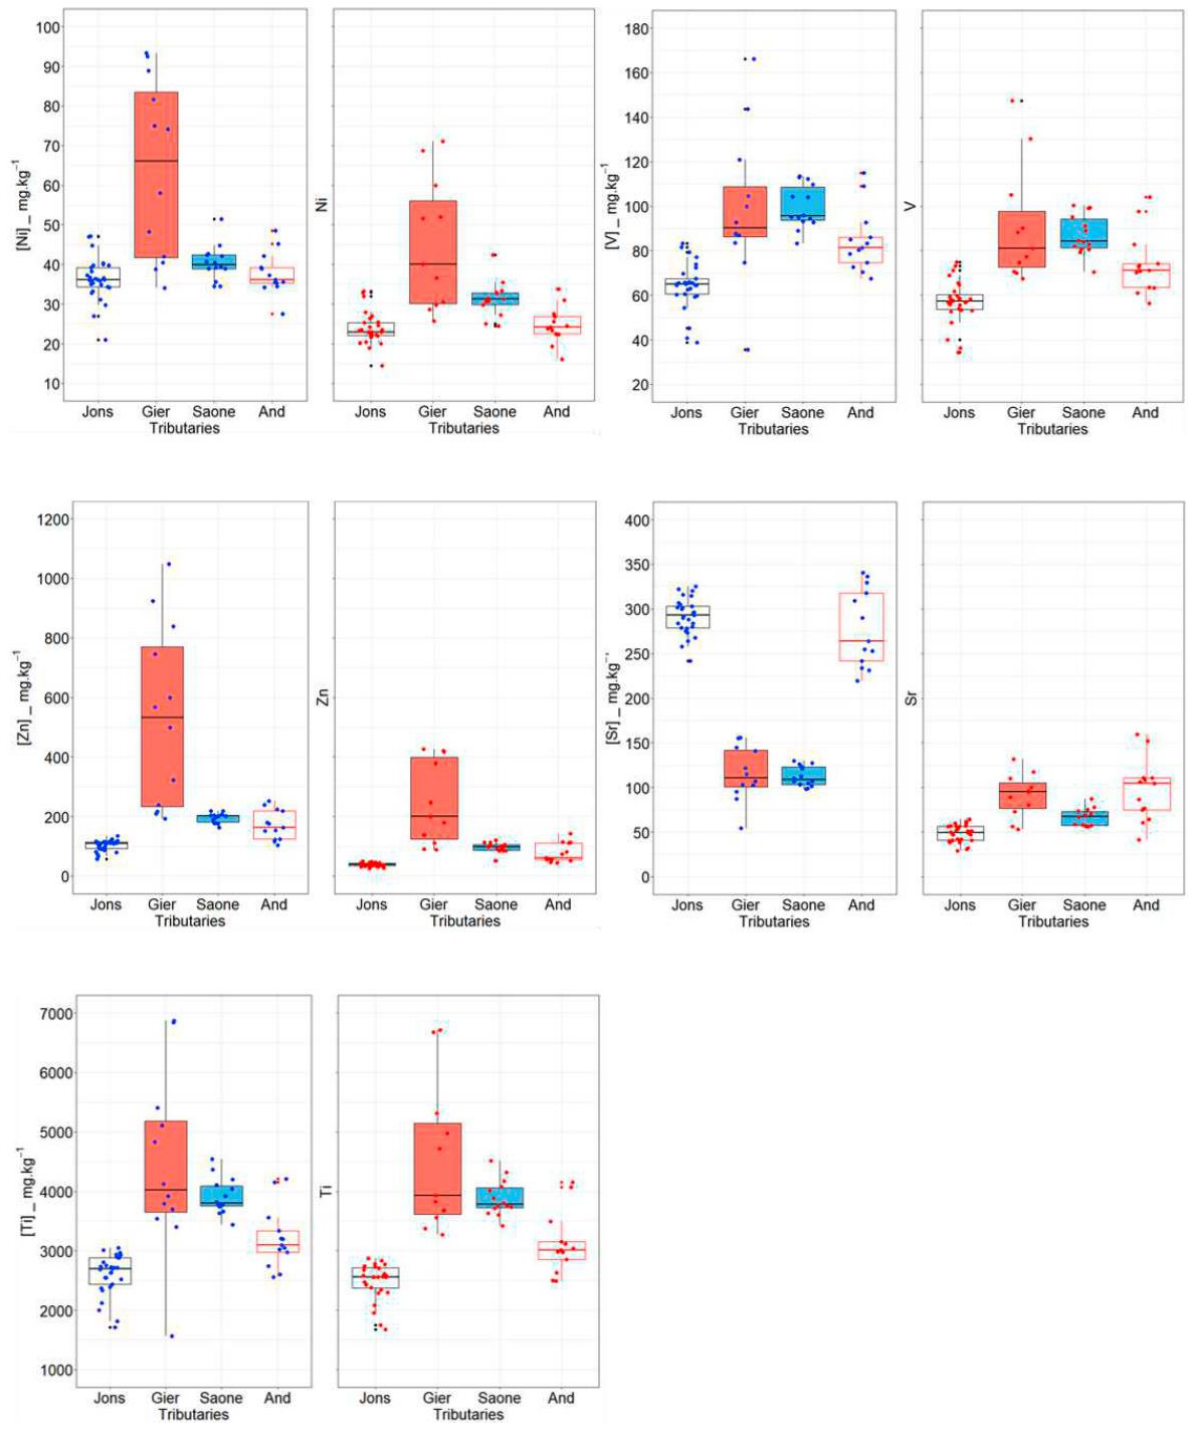 100
90
80
70
60
50
40
30
20
10
[Ni] _ mg.kg⁻¹
Jons Gier Saone And
Tributaries
Ni
Jons Gier Saone And
Tributaries
180
160
140
120
100
80
60
40
20
[V] _ mg.kg⁻¹
Jons Gier Saone And
Tributaries
V
Jons Gier Saone And
Tributaries
1200
1000
800
600
400
200
0
[Zn] _ mg.kg⁻¹
Jons Gier Saone And
Tributaries
Zn
Jons Gier Saone And
Tributaries
400
350
300
250
200
150
100
50
0
[Sr] _ mg.kg⁻¹
Jons Gier Saone And
Tributaries
Sr
Jons Gier Saone And
Tributaries
7000
6000
5000
4000
3000
2000
1000
[Ti] _ mg.kg⁻¹
Jons Gier Saone And
Tributaries
Ti
Jons Gier Saone And
Tributaries